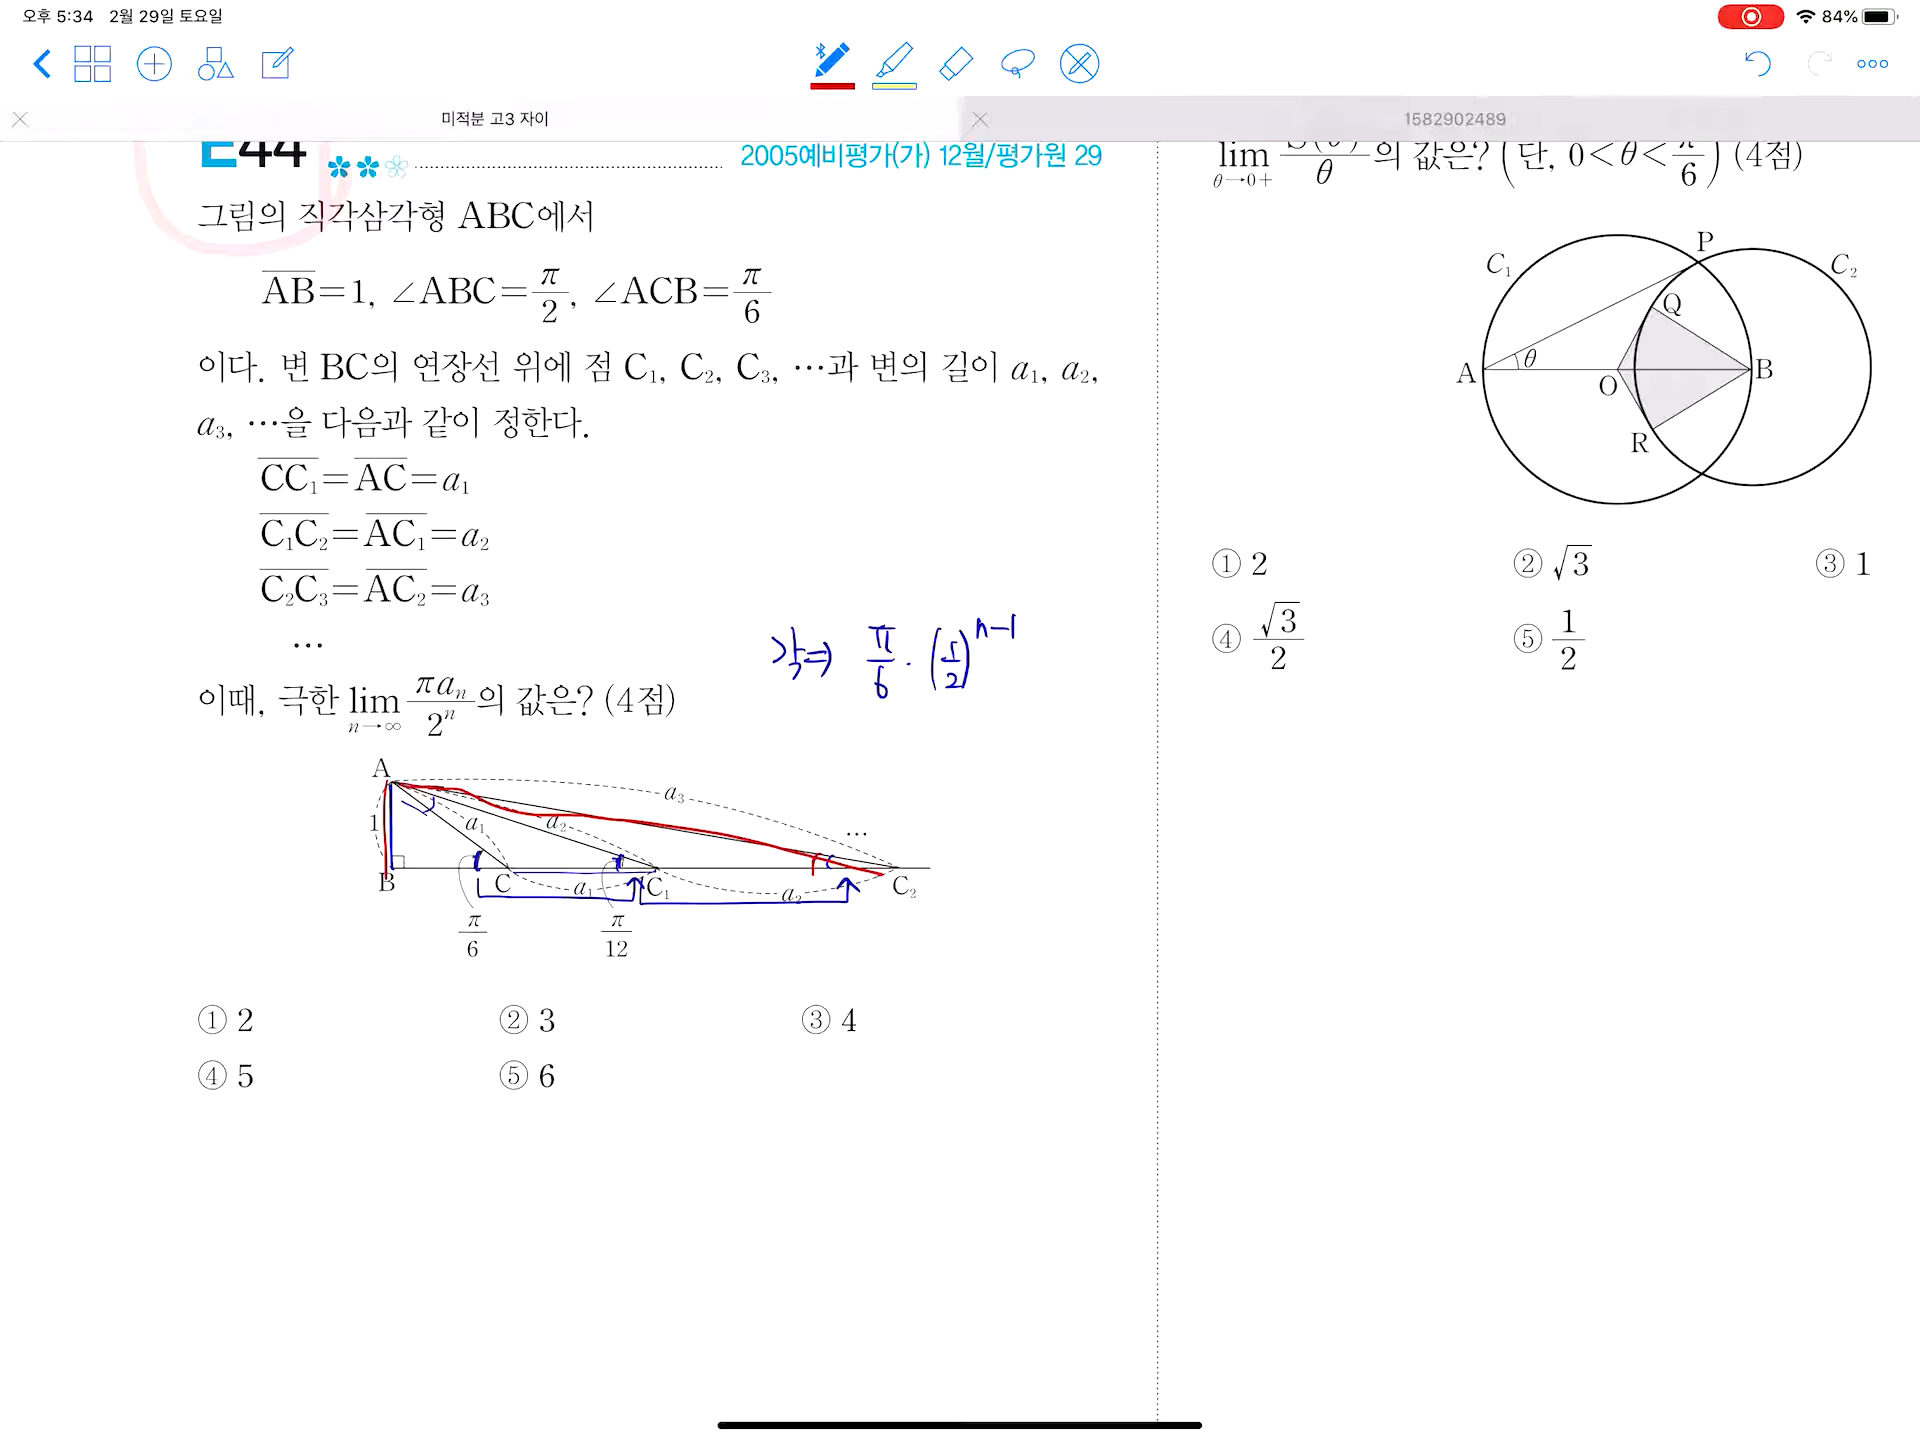 오후 5:34 2월 29일 토요일
84%
미적분 고3 자이
1582902489
E44
2005예비평가(가) 12월/평가원 29
그림의 직각삼각형 ABC에서
AB=1, ∠ABC=π/2, ∠ACB=π/6
이다. 변 BC의 연장선 위에 점 C₁, C₂, C₃, …과 변의 길이 a₁, a₂,
a₃, …을 다음과 같이 정한다.
CC₁=AC=a₁
C₁C₂=AC₁=a₂
C₂C₃=AC₂=a₃
…
각⇒ π/6 · (1/2)ⁿ⁻¹
이때, 극한 lim n→∞ πaₙ/2ⁿ의 값은? (4점)
A
a₃
1 a₁ a₂ …
B C a₁ C₁ a₂ C₂
π/6 π/12
① 2 ② 3 ③ 4
④ 5 ⑤ 6
lim θ→0+ S(θ)/θ의 값은? (단, 0<θ<π/6) (4점)
P
C₁ C₂
Q
θ
A O B
R
① 2 ② √3 ③ 1
④ √3/2 ⑤ 1/2